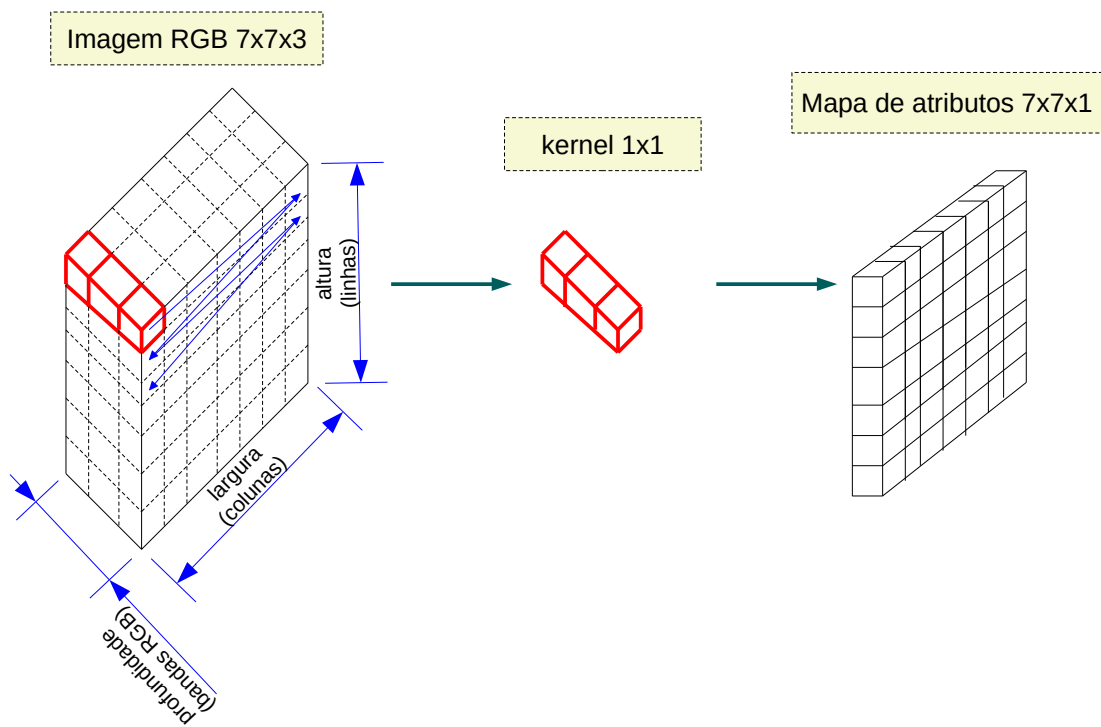 Imagem RGB 7x7x3
kernel 1x1
Mapa de atributos 7x7x1
altura
(linhas)
largura
(colunas)
profundidade
(bandas RGB)